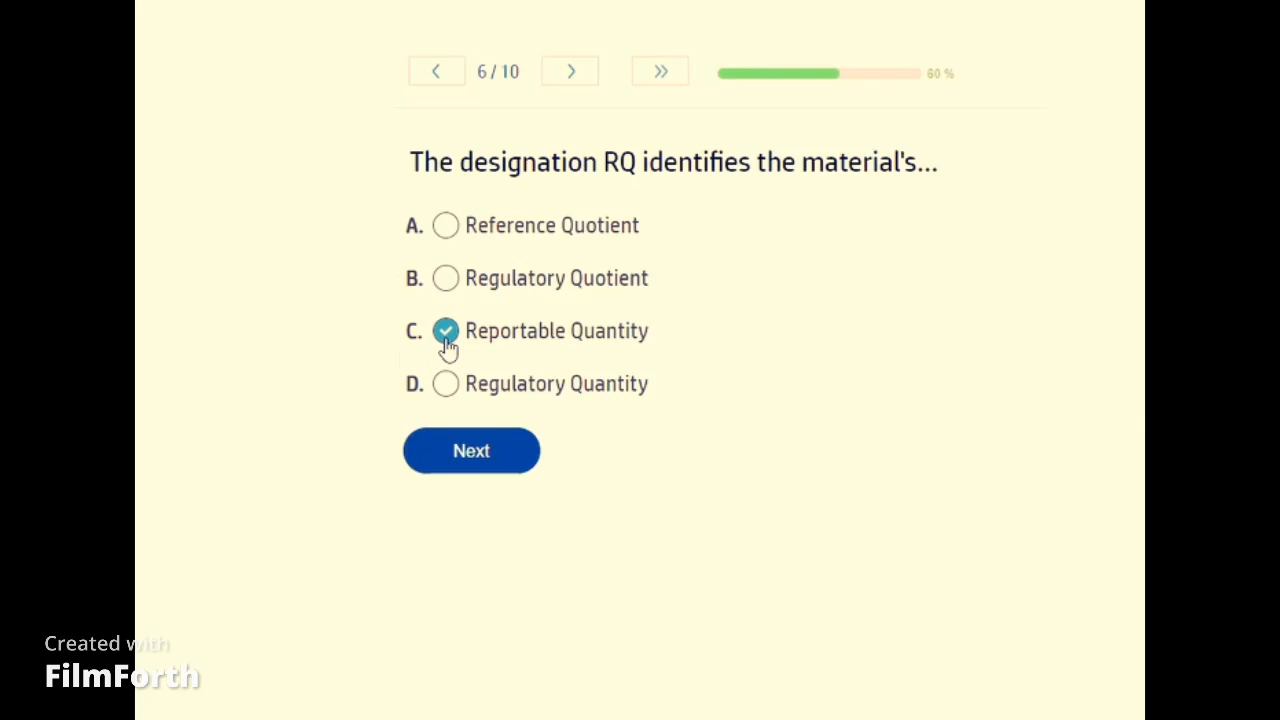 6 / 10
60 %
The designation RQ identifies the material's...
A. Reference Quotient
B. Regulatory Quotient
C. Reportable Quantity
D. Regulatory Quantity
Next
Created with
FilmForth